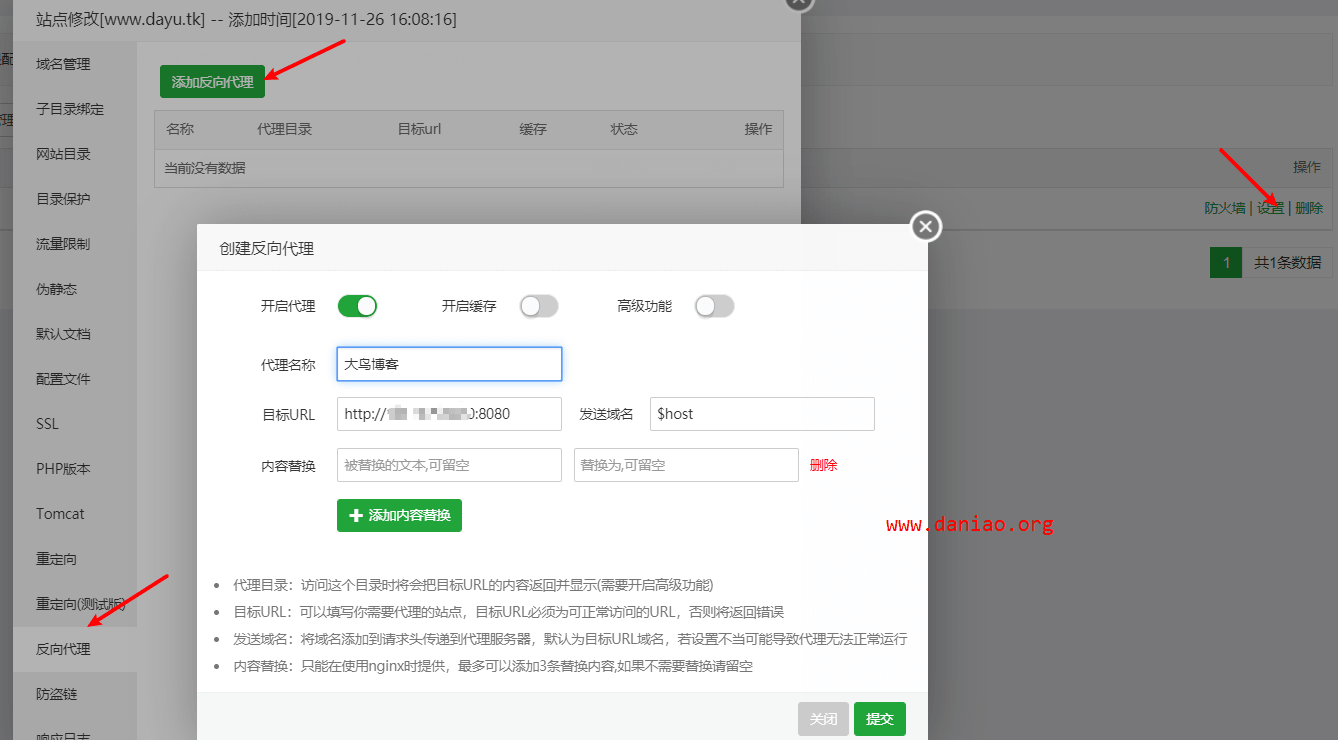 站点修改[www.dayu.tk] -- 添加时间[2019-11-26 16:08:16]
域名管理
子目录绑定
网站目录
目录保护
流量限制
伪静态
默认文档
配置文件
SSL
PHP版本
Tomcat
重定向
重定向(测试版)
反向代理
防盗链
响应日志
添加反向代理
名称 代理目录 目标url 缓存 状态 操作
当前没有数据
操作
防火墙 | 设置 | 删除
1 共1条数据
创建反向代理
开启代理 开启缓存 高级功能
代理名称 大鸟博客
目标URL http:// :8080 发送域名 $host
内容替换 被替换的文本,可留空 替换为,可留空 删除
添加内容替换
www.daniao.org
代理目录：访问这个目录时将会把目标URL的内容返回并显示(需要开启高级功能)
目标URL：可以填写你需要代理的站点，目标URL必须为可正常访问的URL，否则将返回错误
发送域名：将域名添加到请求头传递到代理服务器，默认为目标URL域名，若设置不当可能导致代理无法正常运行
内容替换：只能在使用nginx时提供，最多可以添加3条替换内容,如果不需要替换请留空
关闭 提交